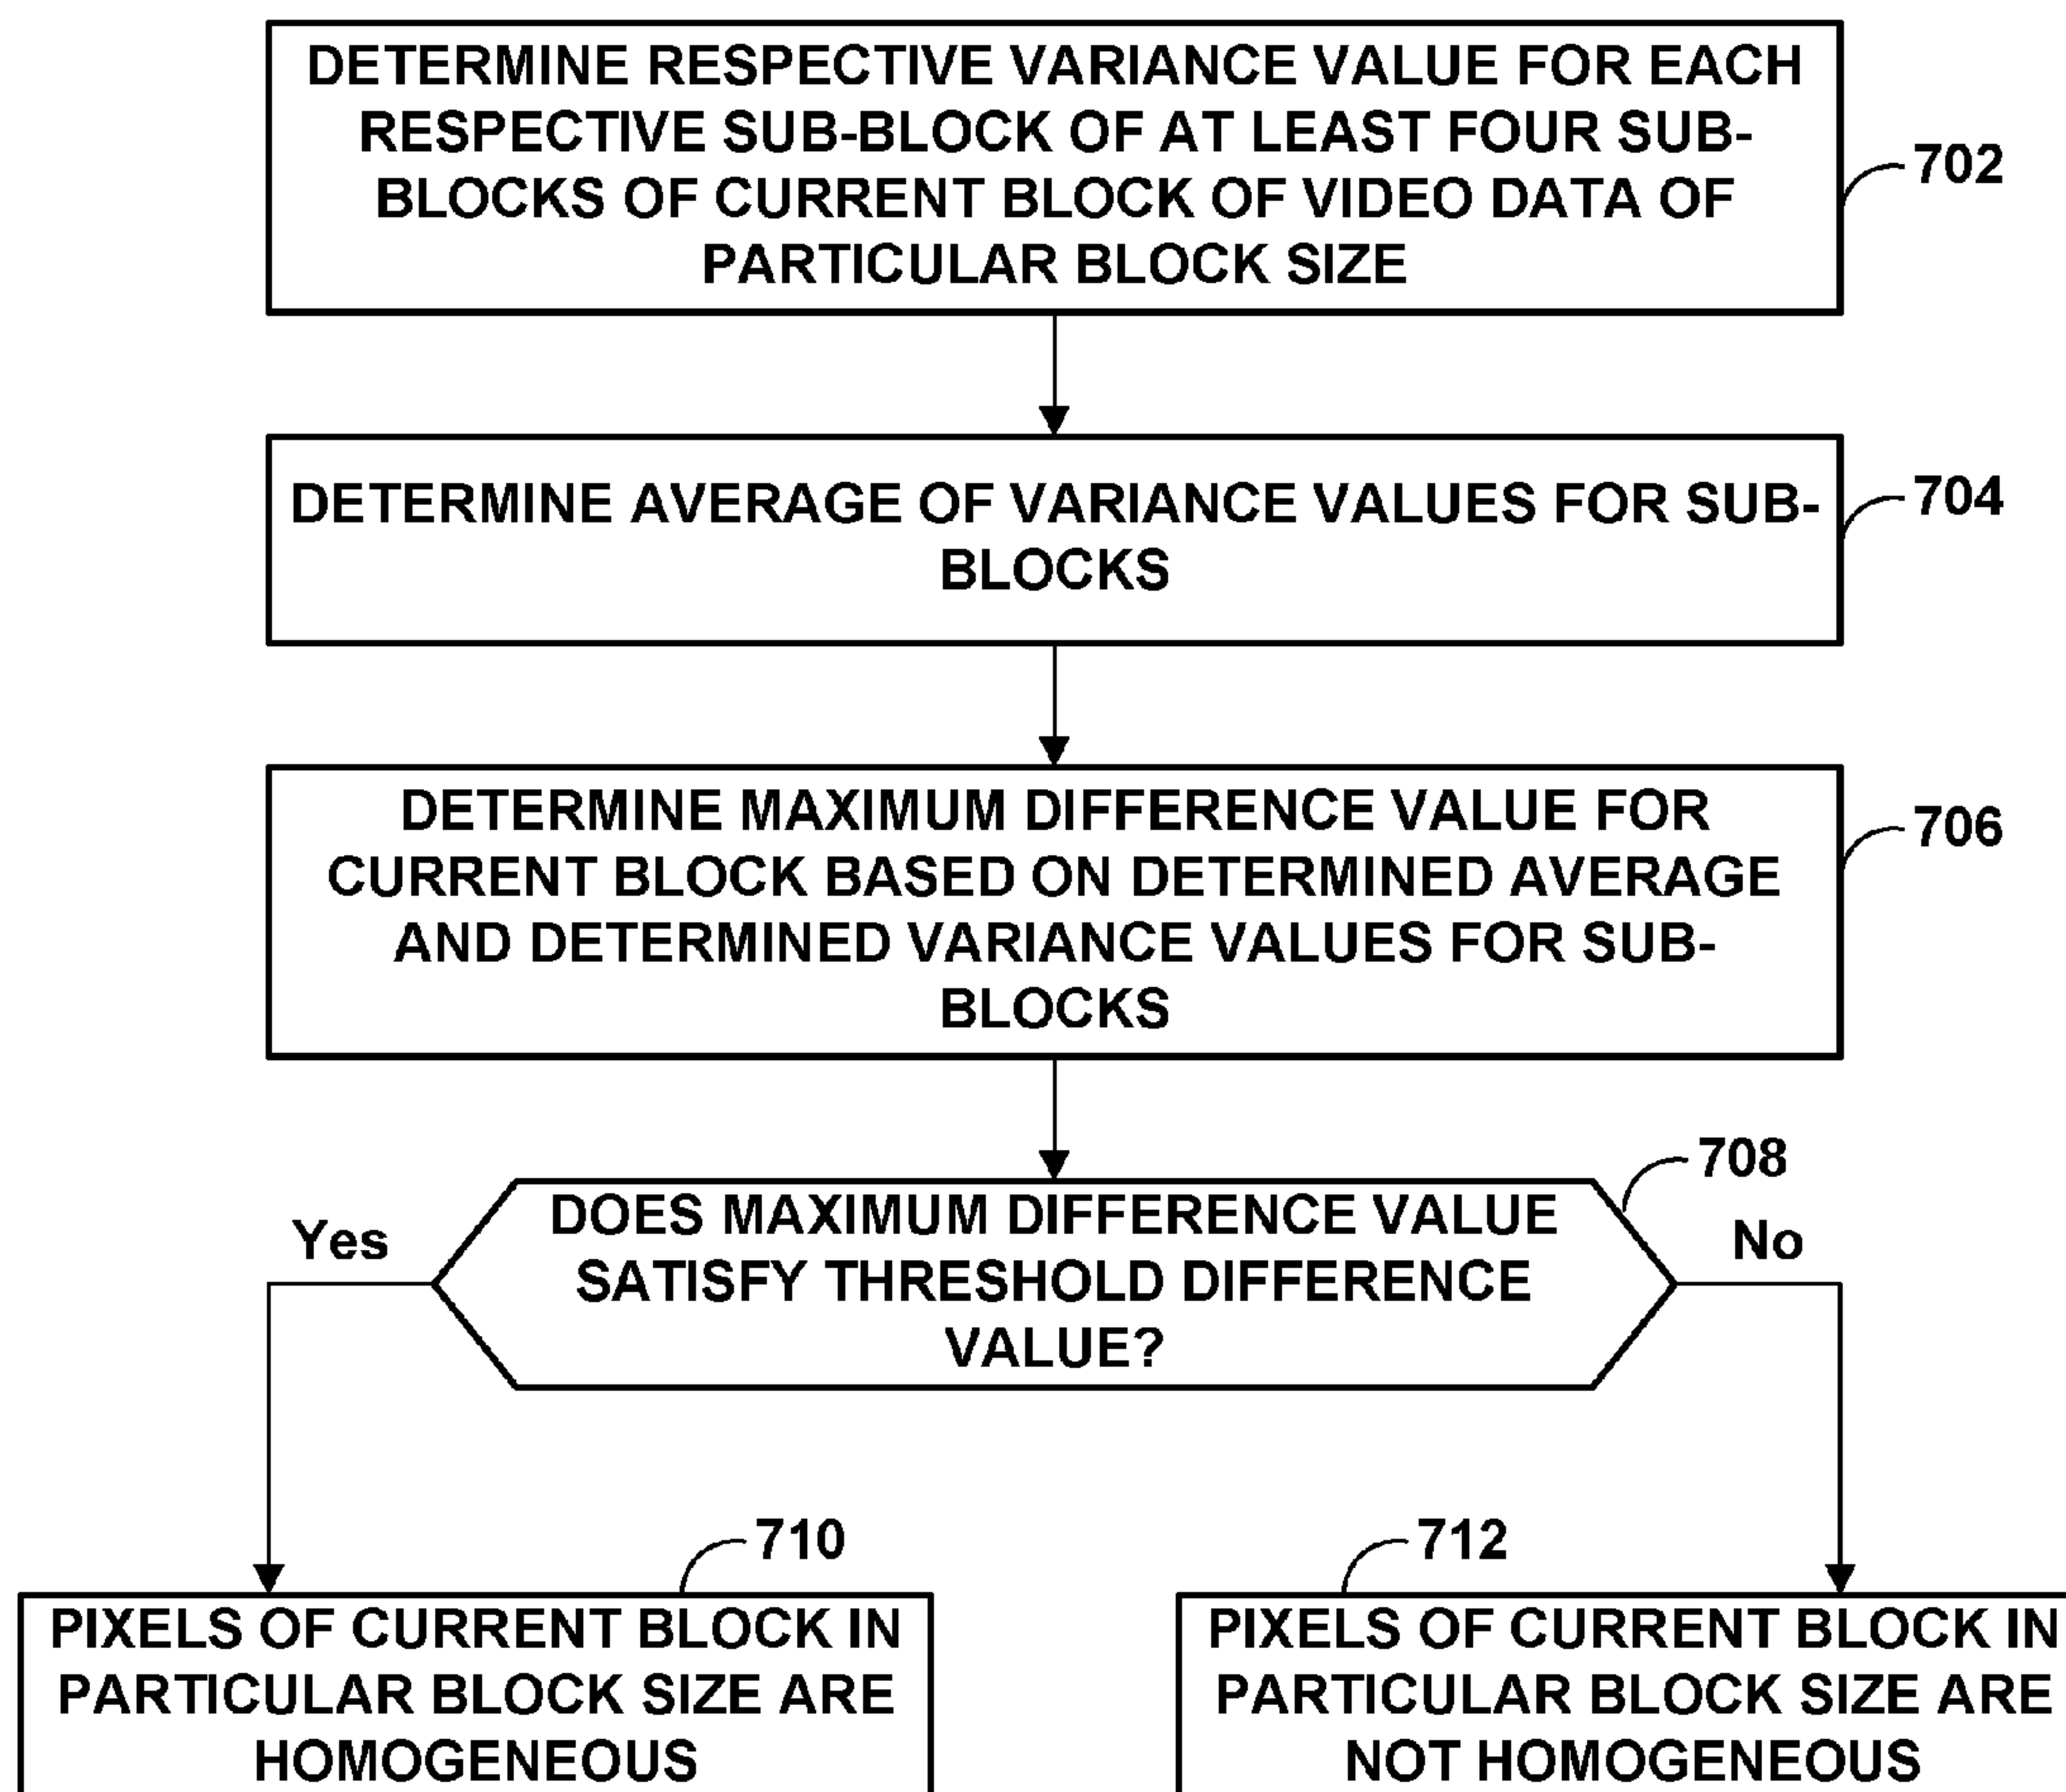 DETERMINE RESPECTIVE VARIANCE VALUE FOR EACH
RESPECTIVE SUB-BLOCK OF AT LEAST FOUR SUB-
BLOCKS OF CURRENT BLOCK OF VIDEO DATA OF
PARTICULAR BLOCK SIZE
702
DETERMINE AVERAGE OF VARIANCE VALUES FOR SUB-
BLOCKS
704
DETERMINE MAXIMUM DIFFERENCE VALUE FOR
CURRENT BLOCK BASED ON DETERMINED AVERAGE
AND DETERMINED VARIANCE VALUES FOR SUB-
BLOCKS
706
708
DOES MAXIMUM DIFFERENCE VALUE
SATISFY THRESHOLD DIFFERENCE
VALUE?
Yes
No
710
PIXELS OF CURRENT BLOCK IN
PARTICULAR BLOCK SIZE ARE
HOMOGENEOUS
712
PIXELS OF CURRENT BLOCK IN
PARTICULAR BLOCK SIZE ARE
NOT HOMOGENEOUS